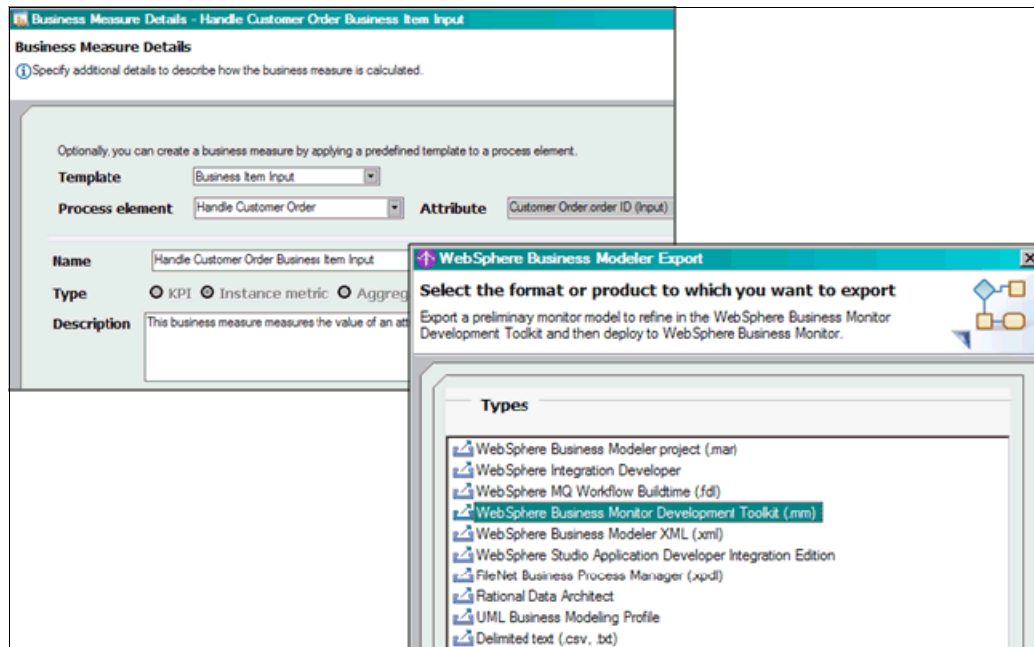 Business Measure Details - Handle Customer Order Business Item Input
Business Measure Details
Specify additional details to describe how the business measure is calculated.
Optionally, you can create a business measure by applying a predefined template to a process element.
Template Business Item Input
Process element Handle Customer Order Attribute Customer Order.order ID (Input)
Name Handle Customer Order Business Item Input
Type KPI Instance metric Aggreg
Description This business measure measures the value of an att
WebSphere Business Modeler Export
Select the format or product to which you want to export
Export a preliminary monitor model to refine in the WebSphere Business Monitor
Development Toolkit and then deploy to WebSphere Business Monitor.
Types
WebSphere Business Modeler project (.mar)
WebSphere Integration Developer
WebSphere MQ Workflow Buildtime (.fdl)
WebSphere Business Monitor Development Toolkit (.mm)
WebSphere Business Modeler XML (.xml)
WebSphere Studio Application Developer Integration Edition
FileNet Business Process Manager (.xpdl)
Rational Data Architect
UML Business Modeling Profile
Delimited text (.csv, .txt)